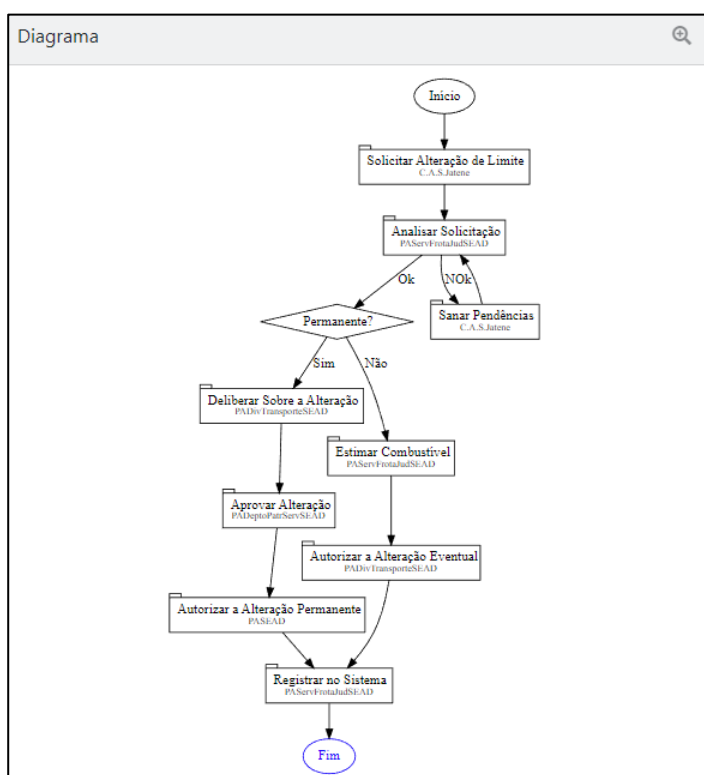 Diagrama
Inicio
Solicitar Alteração de Limite
C.A.S.Jatene
Analisar Solicitação
PAServFrotaJudSEAD
Ok
NOk
Permanente?
Sanar Pendências
C.A.S.Jatene
Sim
Não
Deliberar Sobre a Alteração
PADivTransporteSEAD
Estimar Combustível
PAServFrotaJudSEAD
Aprovar Alteração
PADeptoPatrServSEAD
Autorizar a Alteração Eventual
PADivTransporteSEAD
Autorizar a Alteração Permanente
PASEAD
Registrar no Sistema
PAServFrotaJudSEAD
Fim